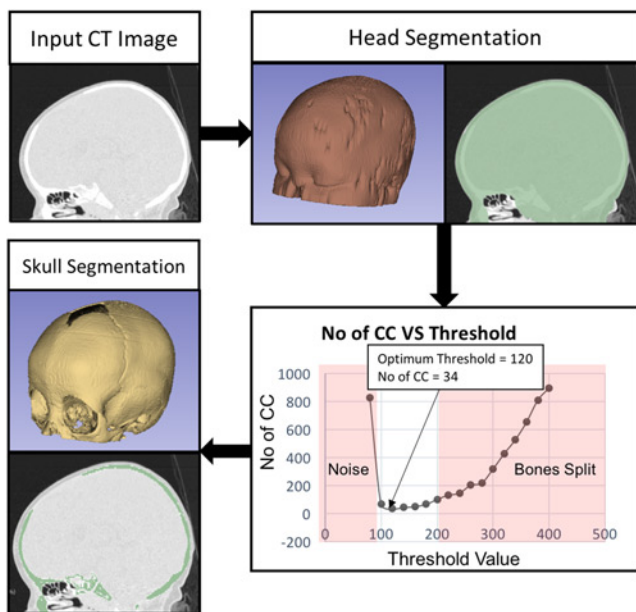 Input CT Image
Head Segmentation
Skull Segmentation
No of CC VS Threshold
Optimum Threshold = 120
No of CC = 34
No of CC
1000
800
600
400
200
0
-200
Noise
Bones Split
0 100 200 300 400 500
Threshold Value